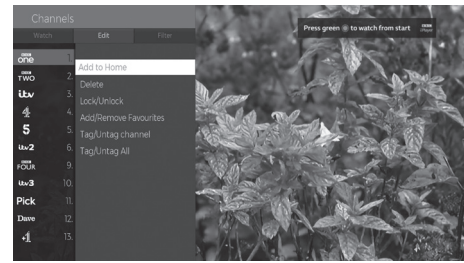 Channels
Watch
Edit
Filter
BBC one 1.
BBC TWO 2.
itv 3.
4 4.
5 5.
itv2 6.
BBC FOUR 9.
itv3 10.
Pick 11.
Dave 12.
+1 13.
Add to Home
Delete
Lock/Unlock
Add/Remove Favourites
Tag/Untag channel
Tag/Untag All
Press green to watch from start
BBC iPlayer